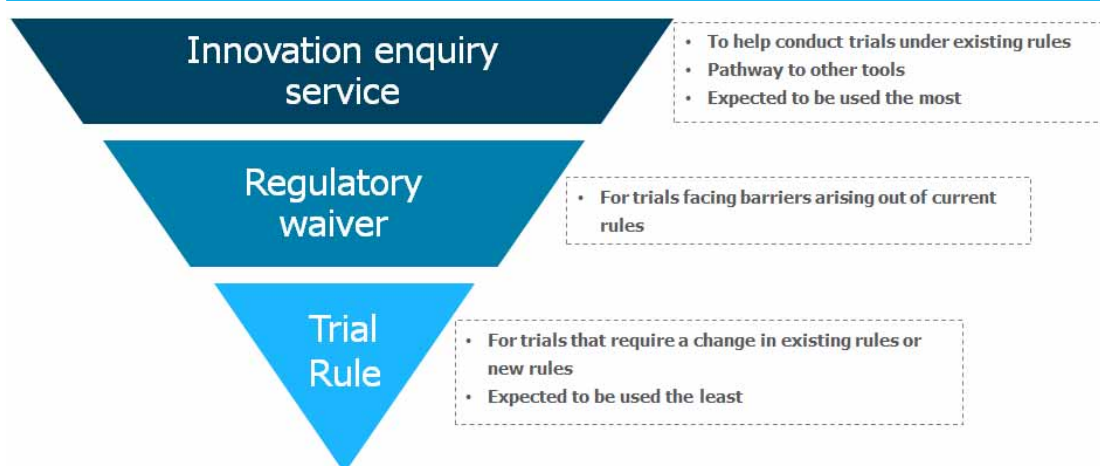 Innovation enquiry
service
• To help conduct trials under existing rules
• Pathway to other tools
• Expected to be used the most
Regulatory
waiver
• For trials facing barriers arising out of current
rules
Trial
Rule
• For trials that require a change in existing rules or
new rules
• Expected to be used the least